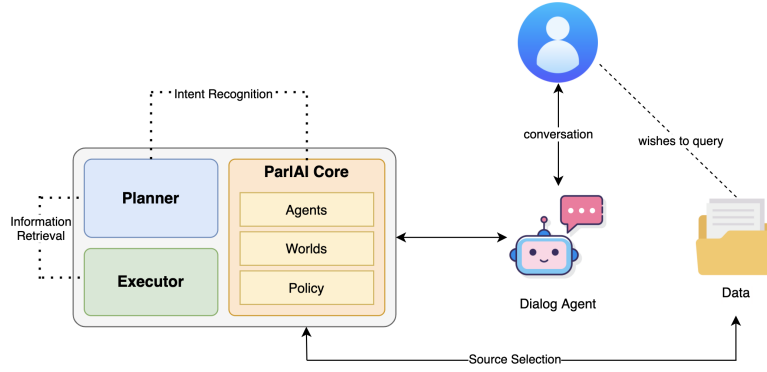 Intent Recognition
conversation
wishes to query
ParlAI Core
Planner
Agents
Information
Retrieval
Worlds
Executor
Policy
Dialog Agent
Data
Source Selection